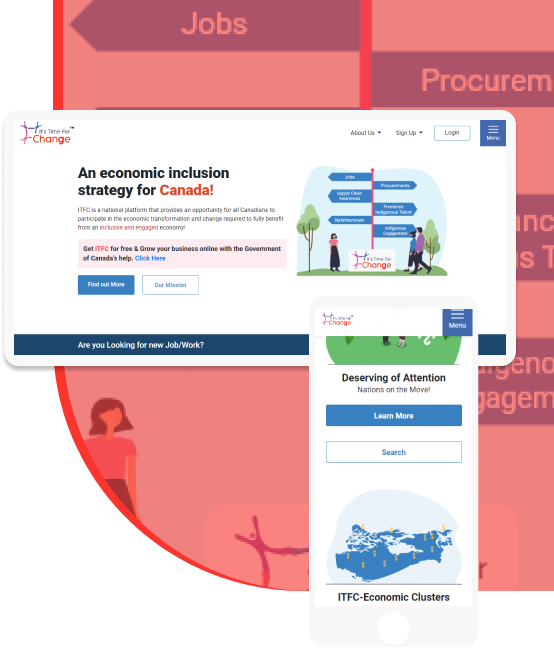 Jobs
Procurem
It's Time For™
Change
About Us
Sign Up
Login
Menu
An economic inclusion
strategy for Canada!
ITFC is a national platform that provides an opportunity for all Canadians to
participate in the economic transformation and change required to fully benefit
from an inclusive and engaged economy!
Get ITFC for free & Grow your business online with the Government
of Canada's help. Click Here
Find out More
Our Mission
Jobs
Procurements
Supply Chain
Awareness
Freelance
Indigenous Talent
Indigenous
Engagement
It's Time For
Change
Are you Looking for new Job/Work?
anc
s T
digeno
gagem
It's Time For
Change
Menu
Deserving of Attention
Nations on the Move!
Learn More
Search
ITFC-Economic Clusters
r